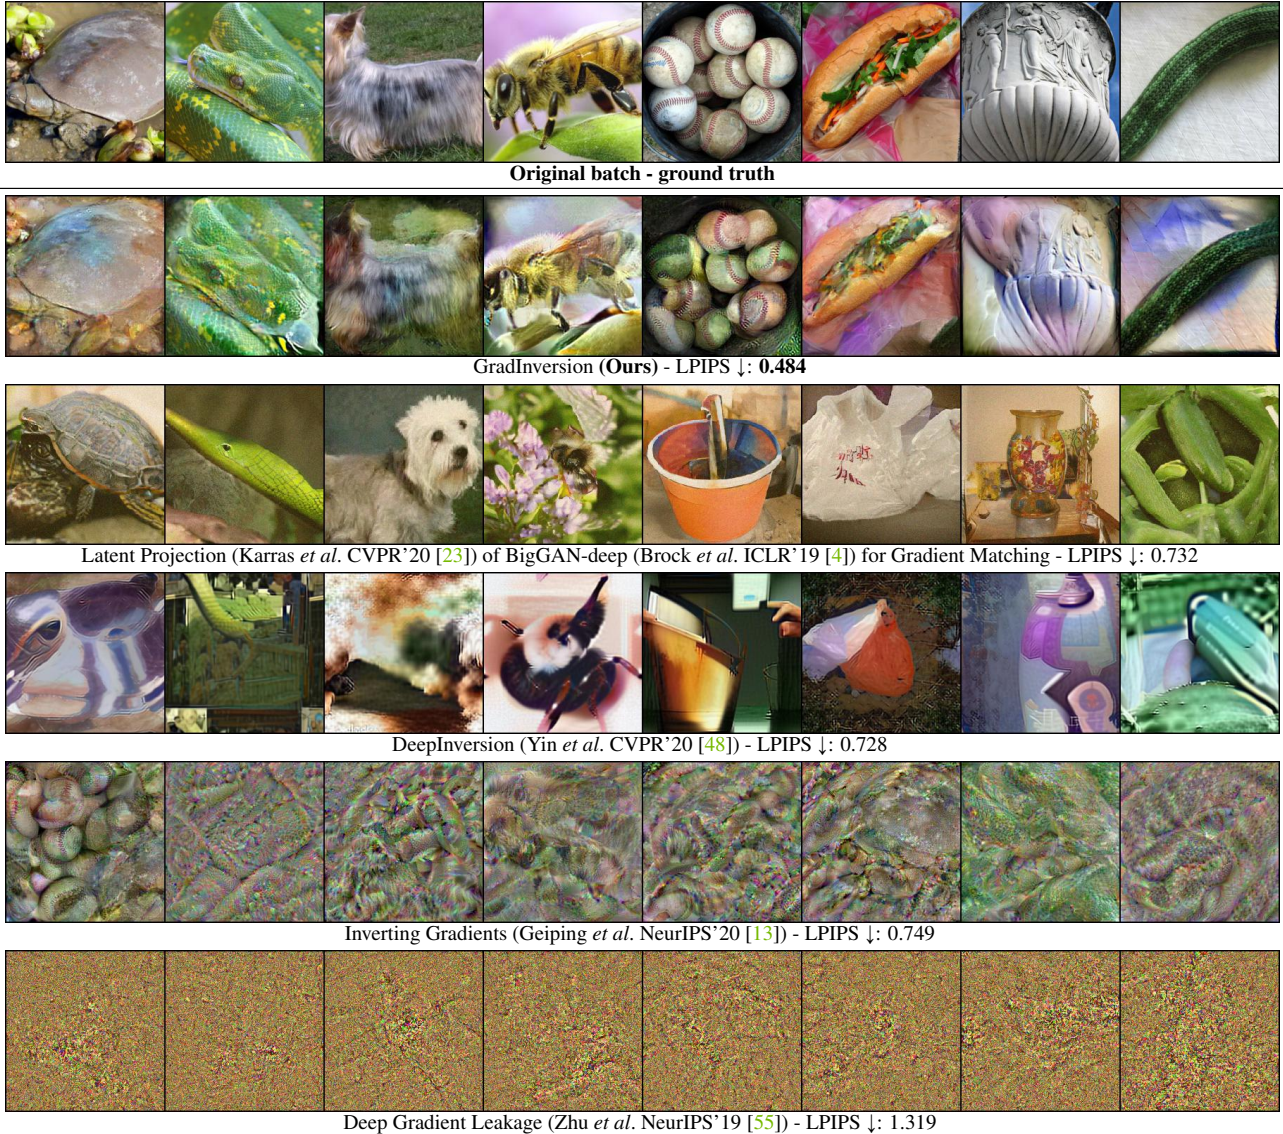 Original batch - ground truth
GradInversion (Ours) - LPIPS ↓: 0.484
Latent Projection (Karras et al. CVPR'20 [23]) of BigGAN-deep (Brock et al. ICLR'19 [4]) for Gradient Matching - LPIPS ↓: 0.732
DeepInversion (Yin et al. CVPR'20 [48]) - LPIPS ↓: 0.728
Inverting Gradients (Geiping et al. NeurIPS'20 [13]) - LPIPS ↓: 0.749
Deep Gradient Leakage (Zhu et al. NeurIPS'19 [55]) - LPIPS ↓: 1.319